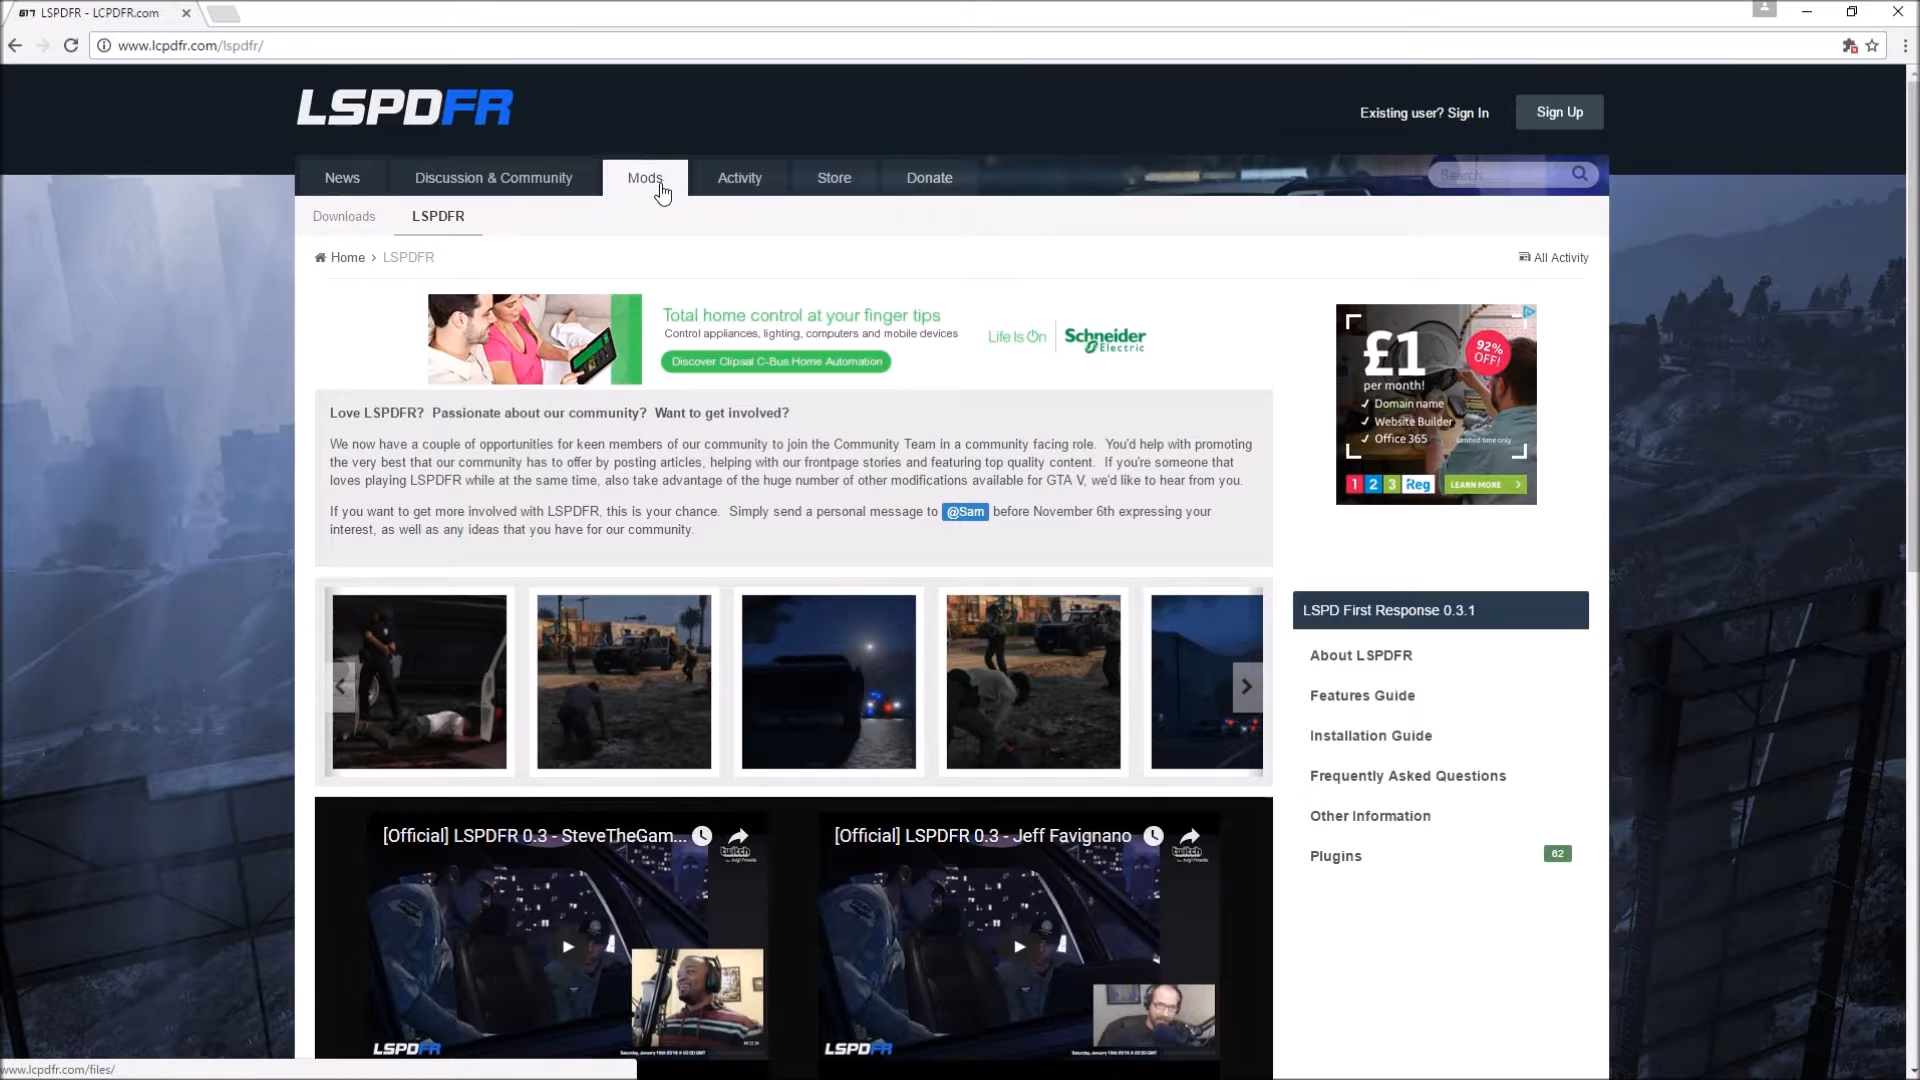 LSPDFR - LCPDFR.com
www.lcpdfr.com/lspdfr/
LSPDFR
Existing user? Sign In
Sign Up
News
Discussion & Community
Mods
Activity
Store
Donate
Search...
Downloads
LSPDFR
Home > LSPDFR
All Activity
Total home control at your finger tips
Control appliances, lighting, computers and mobile devices
Discover Clipsal C-Bus Home Automation
Life Is On
Schneider
Electric
£1
per month!
92%
OFF!
✓ Domain name
✓ Website Builder
✓ Office 365
Limited time only
123 Reg
LEARN MORE >
Love LSPDFR? Passionate about our community? Want to get involved?
We now have a couple of opportunities for keen members of our community to join the Community Team in a community facing role. You'd help with promoting
the very best that our community has to offer by posting articles, helping with our frontpage stories and featuring top quality content. If you're someone that
loves playing LSPDFR while at the same time, also take advantage of the huge number of other modifications available for GTA V, we'd like to hear from you.
If you want to get more involved with LSPDFR, this is your chance. Simply send a personal message to @Sam before November 6th expressing your
interest, as well as any ideas that you have for our community.
LSPD First Response 0.3.1
About LSPDFR
Features Guide
Installation Guide
Frequently Asked Questions
Other Information
Plugins
62
[Official] LSPDFR 0.3 - SteveTheGam...
twitch
LSPDFR
[Official] LSPDFR 0.3 - Jeff Favignano
twitch
LSPDFR
www.lcpdfr.com/files/